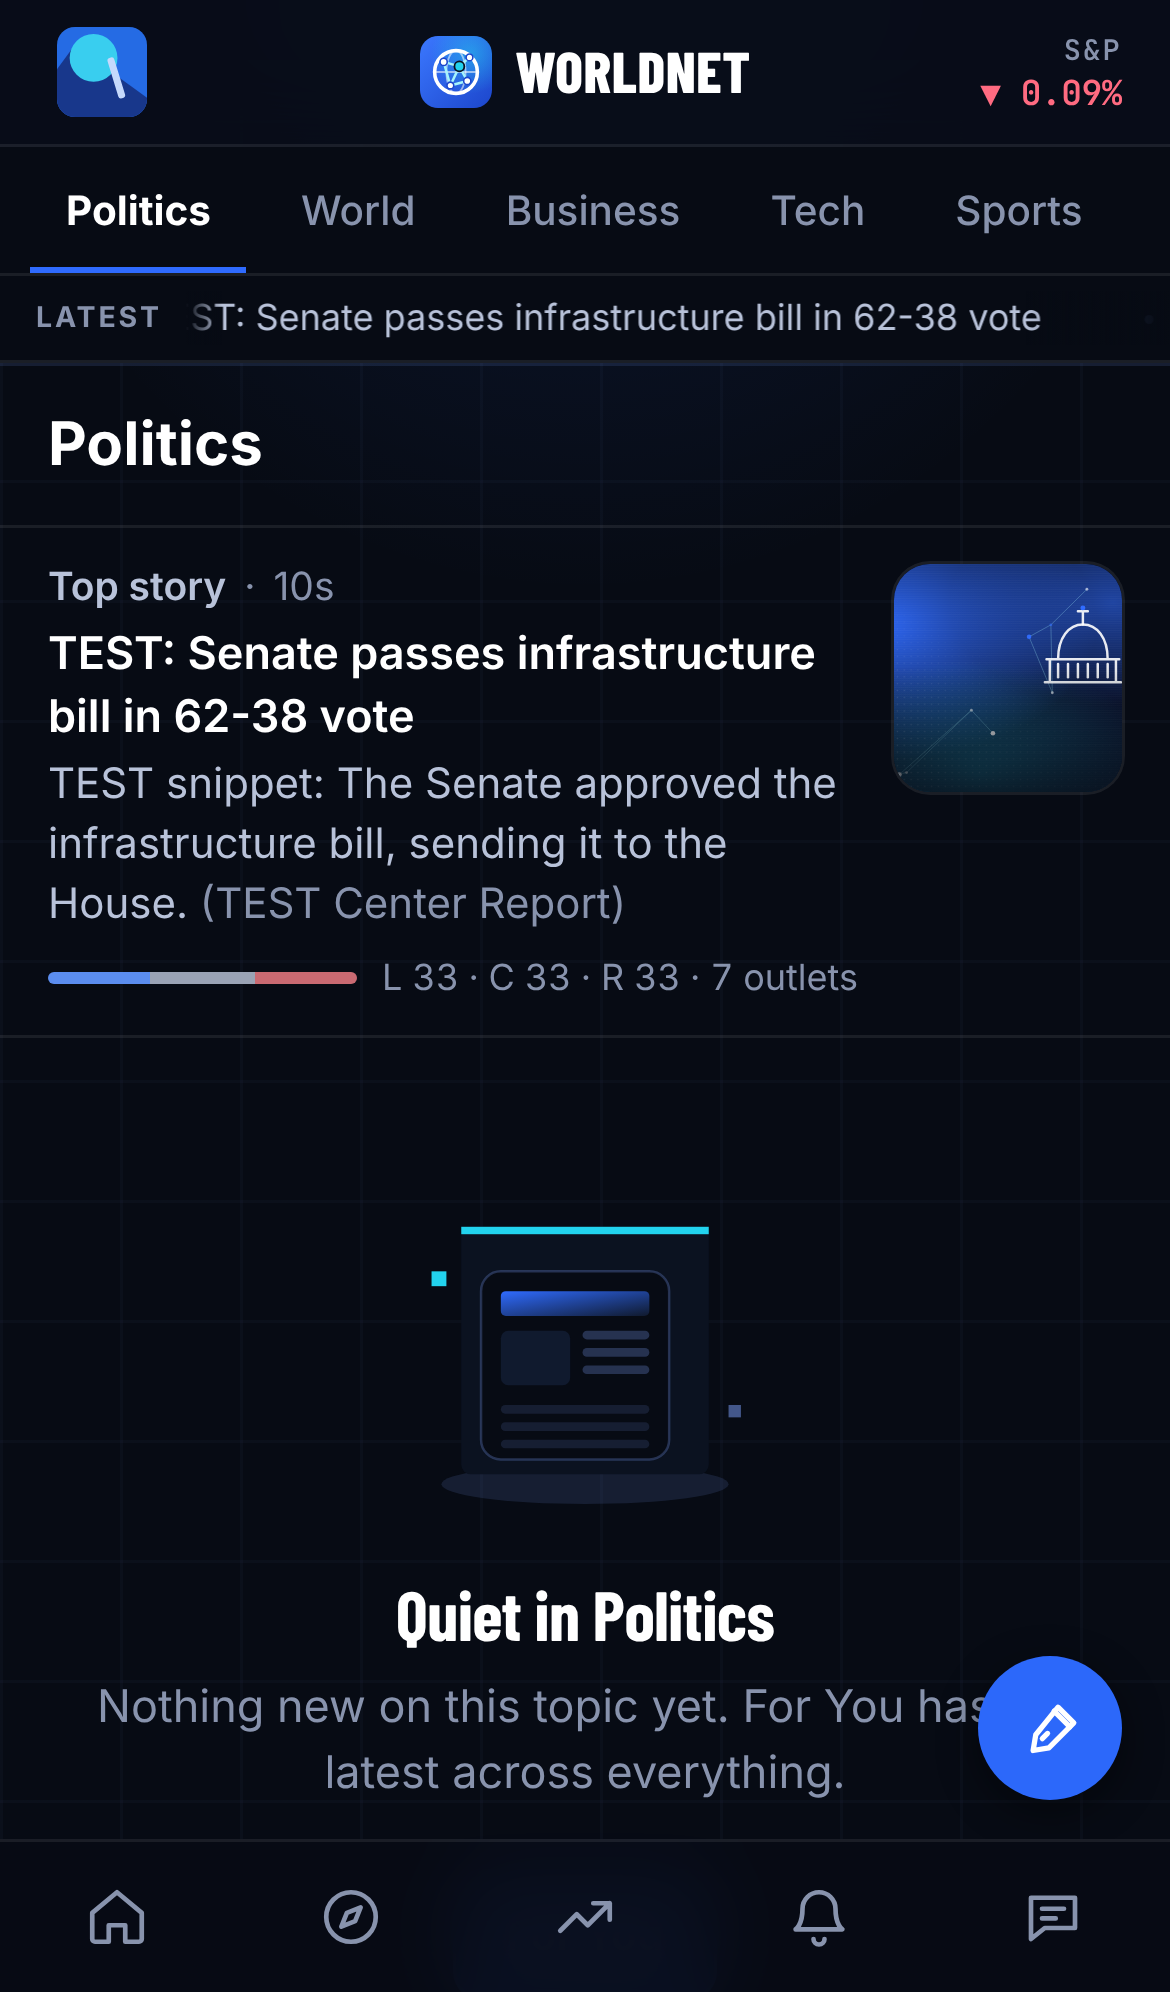 WORLDNET
S&P
▼ 0.09%
Politics World Business Tech Sports
LATEST ST: Senate passes infrastructure bill in 62-38 vote
Politics
Top story · 10s
TEST: Senate passes infrastructure
bill in 62-38 vote
TEST snippet: The Senate approved the
infrastructure bill, sending it to the
House. (TEST Center Report)
L 33 · C 33 · R 33 · 7 outlets
Quiet in Politics
Nothing new on this topic yet. For You has
latest across everything.